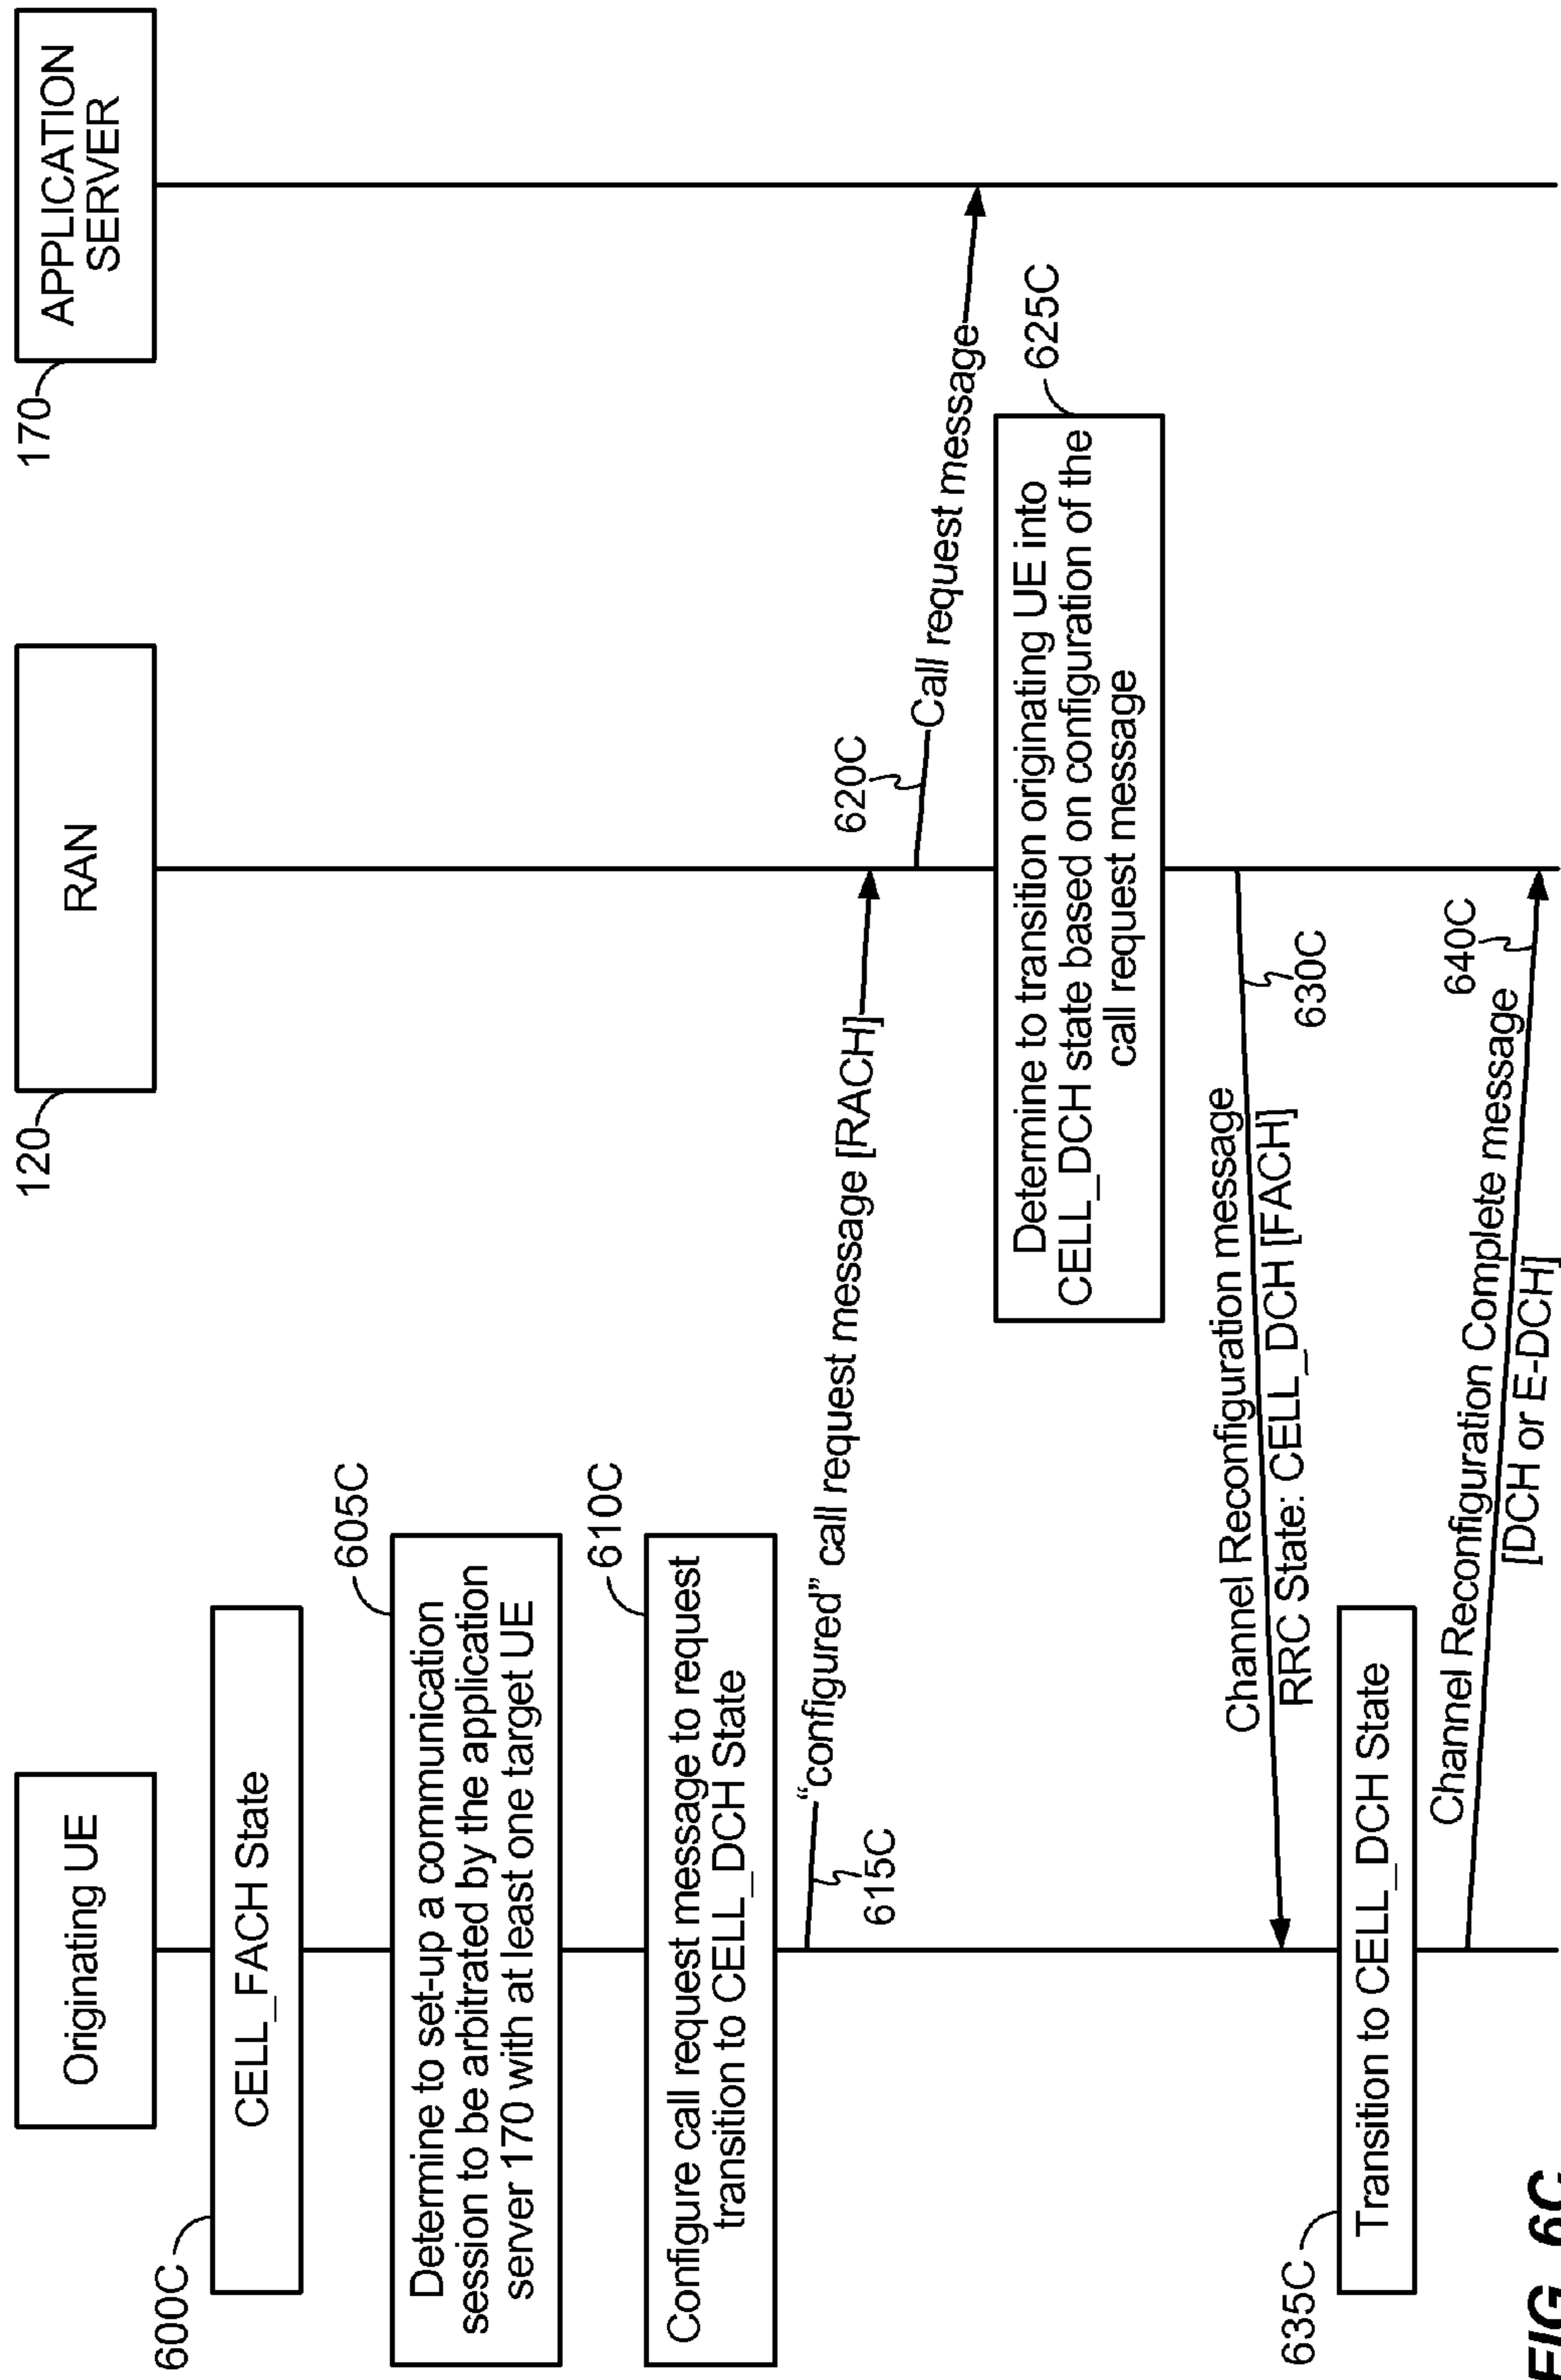 Originating UE
RAN
120
APPLICATION
SERVER
170
600C
CELL_FACH State
605C
Determine to set-up a communication
session to be arbitrated by the application
server 170 with at least one target UE
610C
Configure call request message to request
transition to CELL_DCH State
“configured” call request message [RACH]
615C
620C
Call request message
625C
Determine to transition originating UE into
CELL_DCH state based on configuration of the
call request message
Channel Reconfiguration message
RRC State: CELL_DCH [FACH]
630C
635C
Transition to CELL_DCH State
Channel Reconfiguration Complete message
[DCH or E-DCH]
640C
FIG. 6C